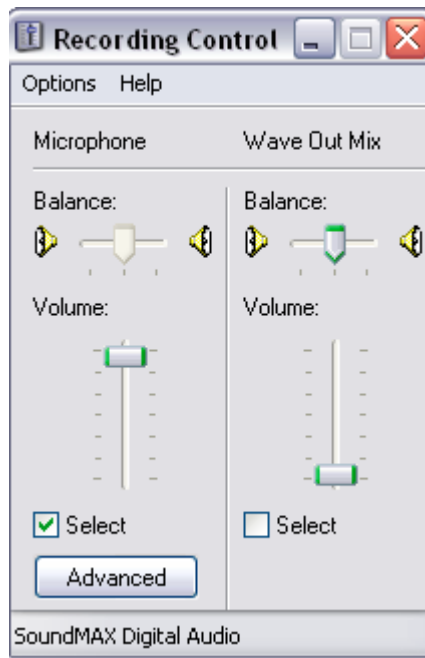 Recording Control
Options Help
Microphone
Wave Out Mix
Balance:
Balance:
Volume:
Volume:
Select
Select
Advanced
SoundMAX Digital Audio